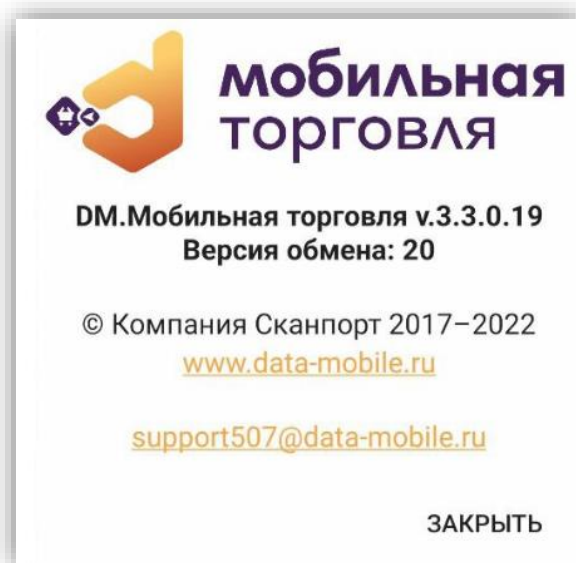 мобильная
торговля
DM.Мобильная торговля v.3.3.0.19
Версия обмена: 20
© Компания Сканпорт 2017–2022
www.data-mobile.ru
support507@data-mobile.ru
ЗАКРЫТЬ